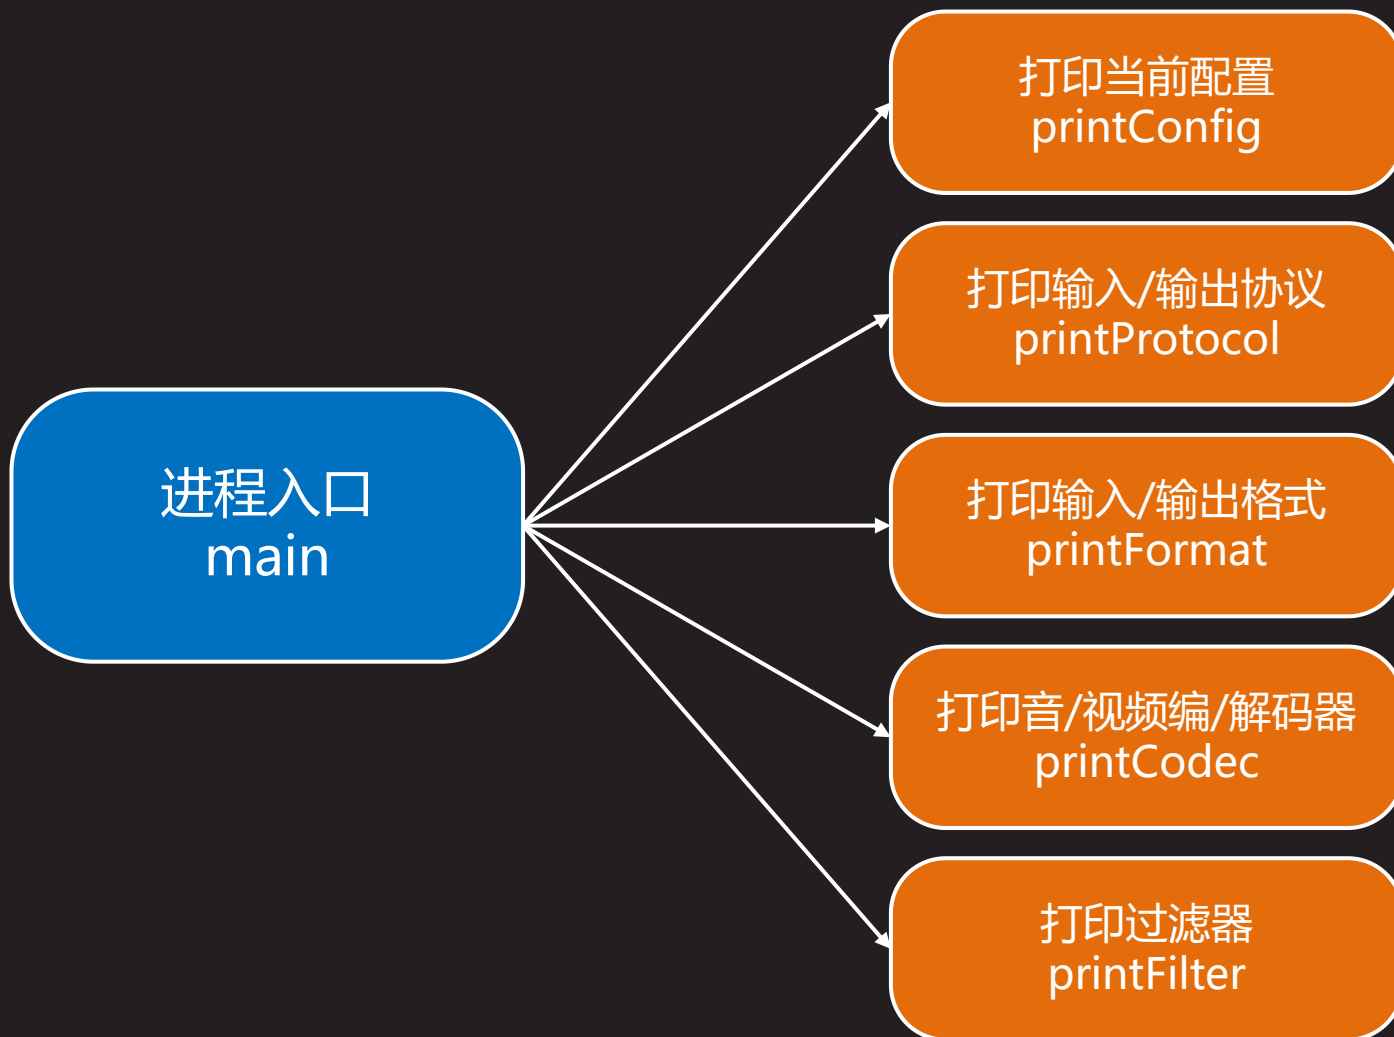 打印当前配置
printConfig
打印输入/输出协议
printProtocol
进程入口
main
打印输入/输出格式
printFormat
打印音/视频编/解码器
printCodec
打印过滤器
printFilter